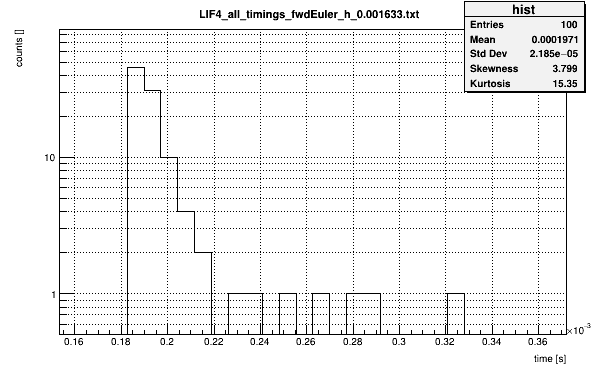 LIF4_all_timings_fwdEuler_h_0.001633.txt
hist
Entries 100
Mean 0.0001971
Std Dev 2.185e−05
Skewness 3.799
Kurtosis 15.35
counts []
10
1
0.16 0.18 0.2 0.22 0.24 0.26 0.28 0.3 0.32 0.34 0.36
×10⁻³
time [s]